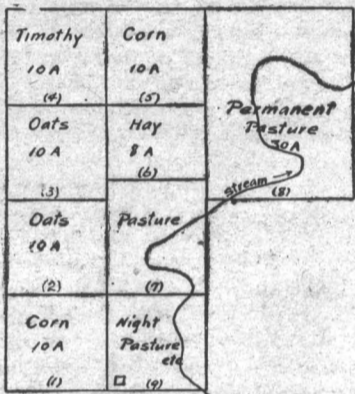 Timothy
10 A
(4)
Corn
10 A
(5)
Oats
10 A
(3)
Hay
8 A
(6)
Permanent
Pasture
30 A
stream
(8)
Oats
10 A
(2)
Pasture
(7)
Corn
10 A
(1)
Night
Pasture
etc
(9)